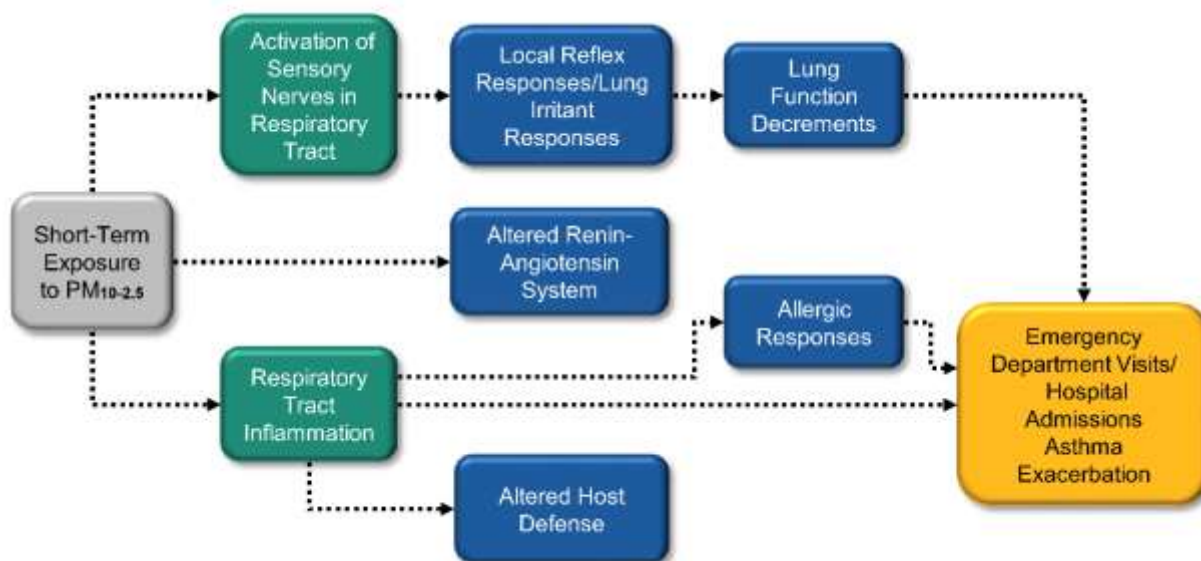 Activation of
Sensory
Nerves in
Respiratory
Tract
Local Reflex
Responses/Lung
Irritant
Responses
Lung
Function
Decrements
Short-Term
Exposure
to PM10-2.5
Altered Renin-
Angiotensin
System
Allergic
Responses
Respiratory
Tract
Inflammation
Emergency
Department Visits/
Hospital
Admissions
Asthma
Exacerbation
Altered Host
Defense